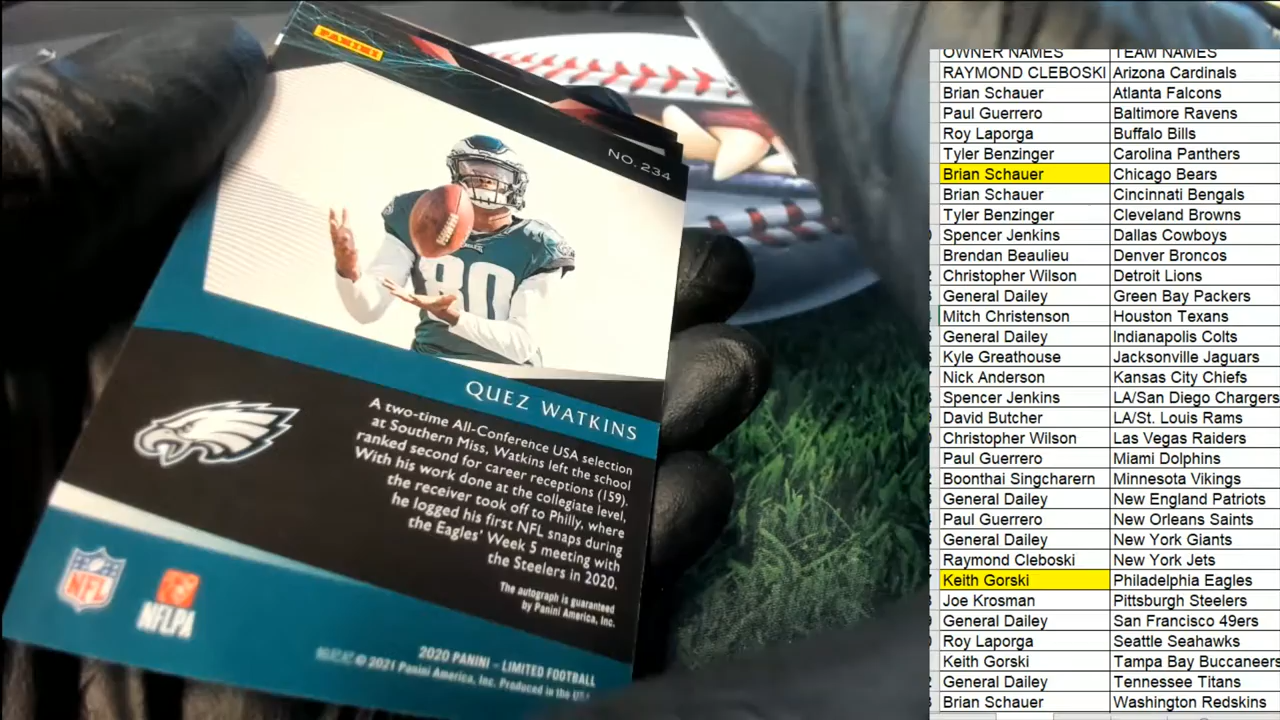 PANINI
NO. 234
80
QUEZ WATKINS
A two-time All-Conference USA selection
at Southern Miss, Watkins left the school
ranked second for career receptions (159).
With his work done at the collegiate level,
the receiver took off to Philly, where
he logged his first NFL snaps during
the Eagles' Week 5 meeting with
the Steelers in 2020.
The autograph is guaranteed
by Panini America, Inc.
NFL
NFLPA
2020 PANINI - LIMITED FOOTBALL
© 2021 Panini America, Inc. Produced in the
OWNER NAMES TEAM NAMES
RAYMOND CLEBOSKI Arizona Cardinals
Brian Schauer Atlanta Falcons
Paul Guerrero Baltimore Ravens
Roy Laporga Buffalo Bills
Tyler Benzinger Carolina Panthers
Brian Schauer Chicago Bears
Brian Schauer Cincinnati Bengals
Tyler Benzinger Cleveland Browns
Spencer Jenkins Dallas Cowboys
Brendan Beaulieu Denver Broncos
Christopher Wilson Detroit Lions
General Dailey Green Bay Packers
Mitch Christenson Houston Texans
General Dailey Indianapolis Colts
Kyle Greathouse Jacksonville Jaguars
Nick Anderson Kansas City Chiefs
Spencer Jenkins LA/San Diego Chargers
David Butcher LA/St. Louis Rams
Christopher Wilson Las Vegas Raiders
Paul Guerrero Miami Dolphins
Boonthai Singcharern Minnesota Vikings
General Dailey New England Patriots
Paul Guerrero New Orleans Saints
General Dailey New York Giants
Raymond Cleboski New York Jets
Keith Gorski Philadelphia Eagles
Joe Krosman Pittsburgh Steelers
General Dailey San Francisco 49ers
Roy Laporga Seattle Seahawks
Keith Gorski Tampa Bay Buccaneers
General Dailey Tennessee Titans
Brian Schauer Washington Redskins